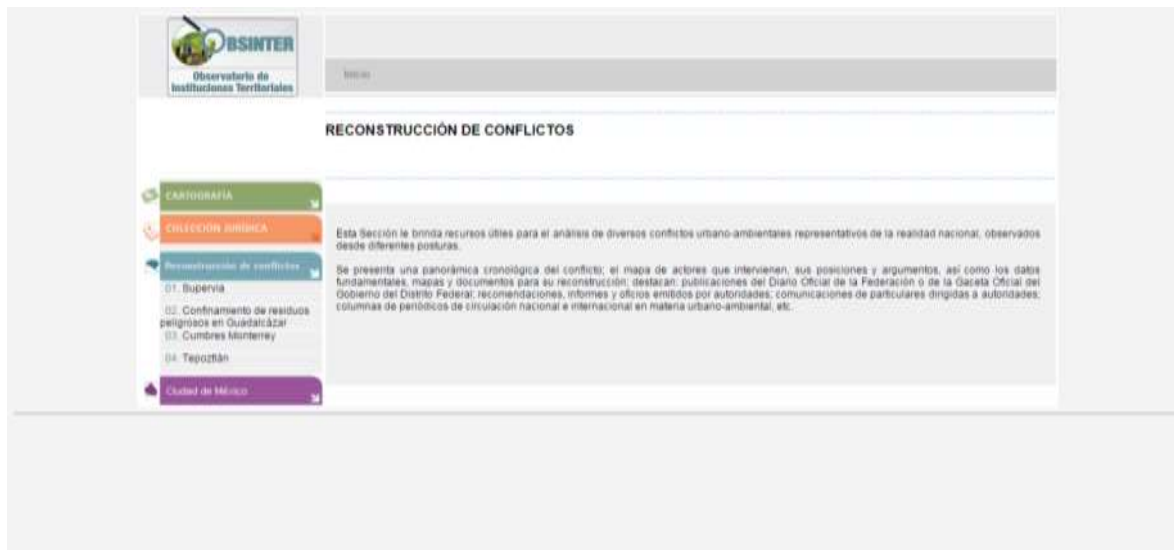 OBSINTER
Observatorio de
Instituciones Territoriales
Inicio
RECONSTRUCCIÓN DE CONFLICTOS
CARTOGRAFÍA
COLECCIÓN JURÍDICA
Reconstrucción de conflictos
01. Supervía
02. Confinamiento de residuos
peligrosos en Guadalcázar
03. Cumbres Monterrey
04. Tepoztlán
Ciudad de México
Esta Sección le brinda recursos útiles para el análisis de diversos conflictos urbano-ambientales representativos de la realidad nacional, observados
desde diferentes posturas.
Se presenta una panorámica cronológica del conflicto; el mapa de actores que intervienen, sus posiciones y argumentos, así como los datos
fundamentales, mapas y documentos para su reconstrucción; destacan: publicaciones del Diario Oficial de la Federación o de la Gaceta Oficial del
Gobierno del Distrito Federal; recomendaciones, informes y oficios emitidos por autoridades; comunicaciones de particulares dirigidas a autoridades;
columnas de periódicos de circulación nacional e internacional en materia urbano-ambiental, etc.